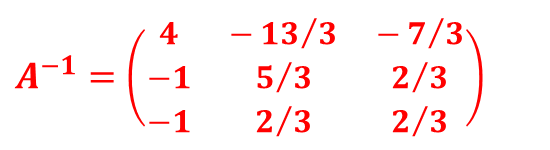 4 − 13/3 − 7/3
A⁻¹ = ( −1 5/3 2/3 )
−1 2/3 2/3